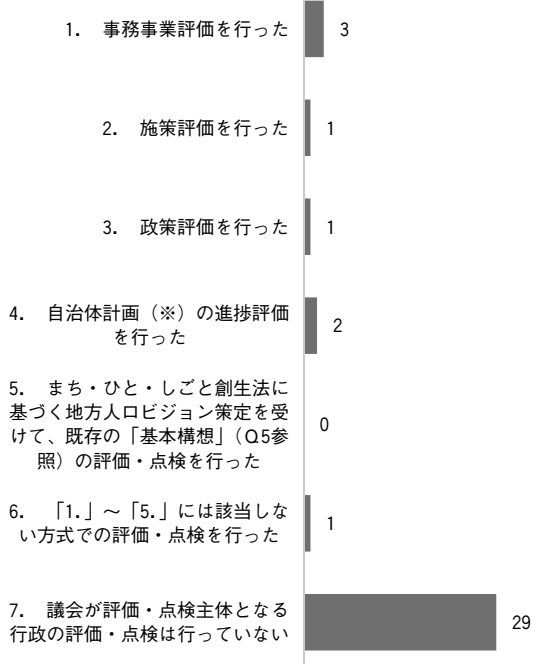 1. 事務事業評価を行った 3
2. 施策評価を行った 1
3. 政策評価を行った 1
4. 自治体計画（※）の進捗評価
を行った 2
5. まち・ひと・しごと創生法に
基づく地方人ロビジョン策定を受
けて、既存の「基本構想」（Q5参
照）の評価・点検を行った 0
6. 「1.」～「5.」には該当しな
い方式での評価・点検を行った 1
7. 議会が評価・点検主体となる
行政の評価・点検は行っていない 29